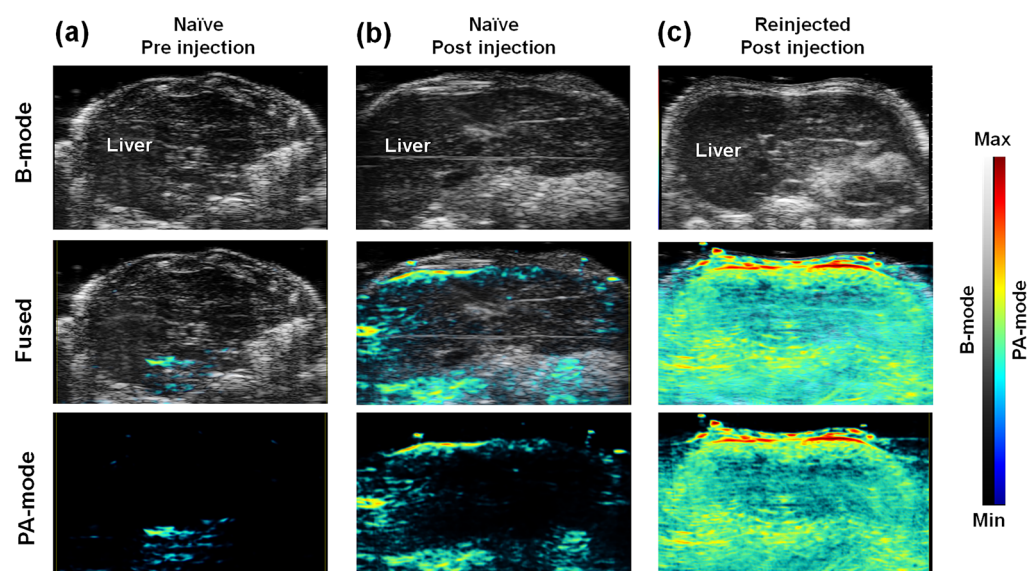 (a)
Naïve
Pre injection
(b)
Naïve
Post injection
(c)
Reinjected
Post injection
B-mode
Liver
Liver
Liver
Fused
PA-mode
Max
B-mode
PA-mode
Min